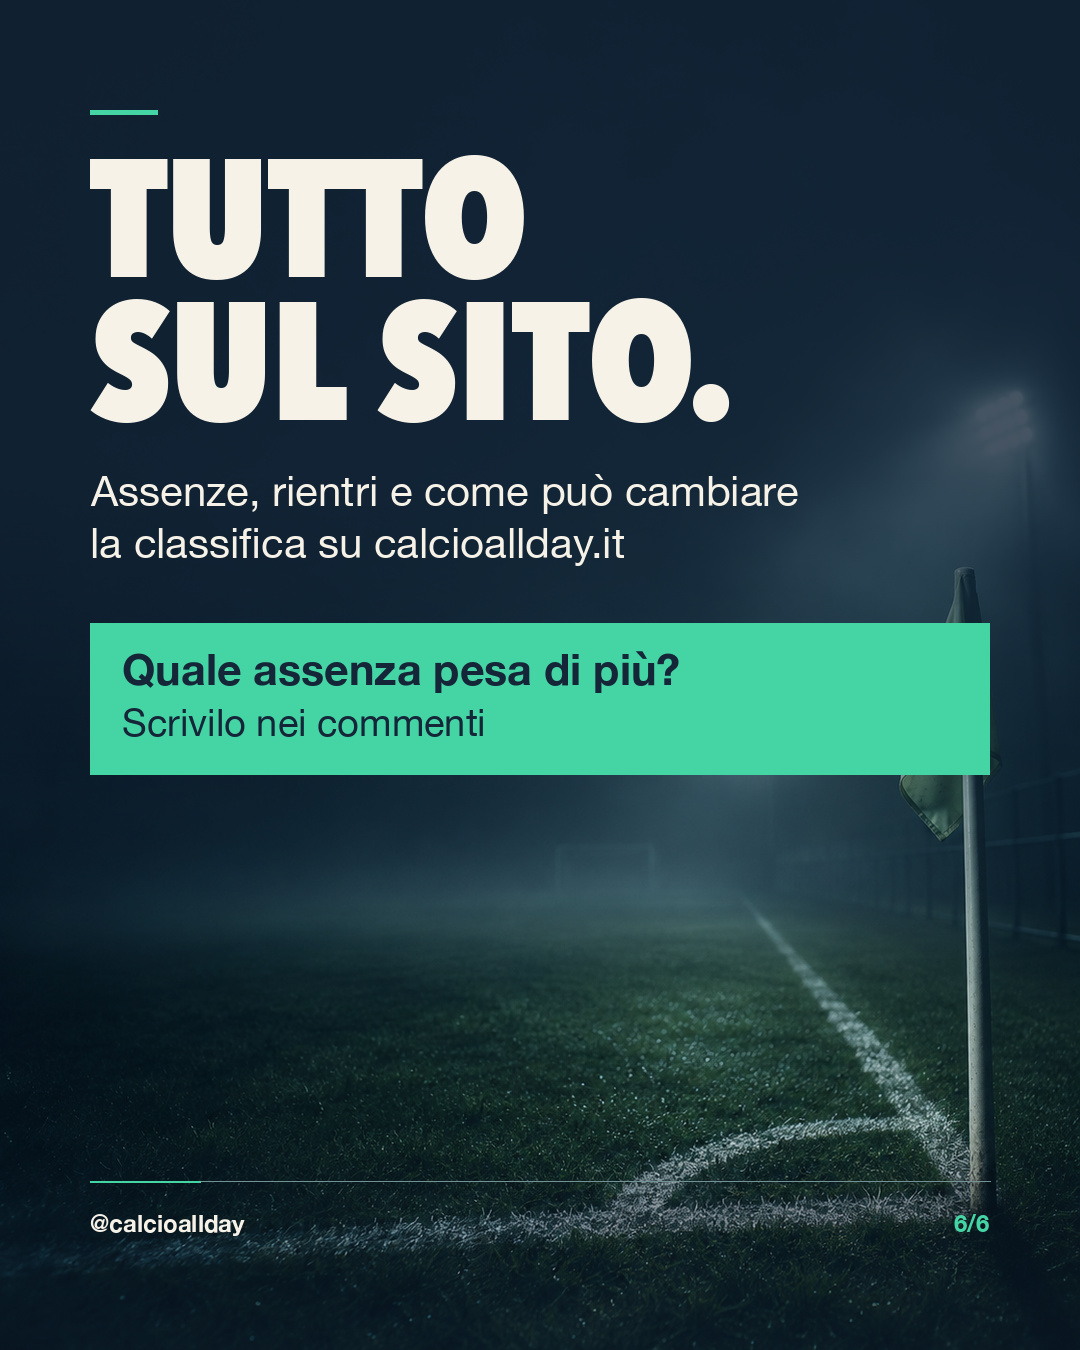 TUTTO
SUL SITO.
Assenze, rientri e come può cambiare
la classifica su calcioallday.it
Quale assenza pesa di più?
Scrivilo nei commenti
@calcioallday
6/6